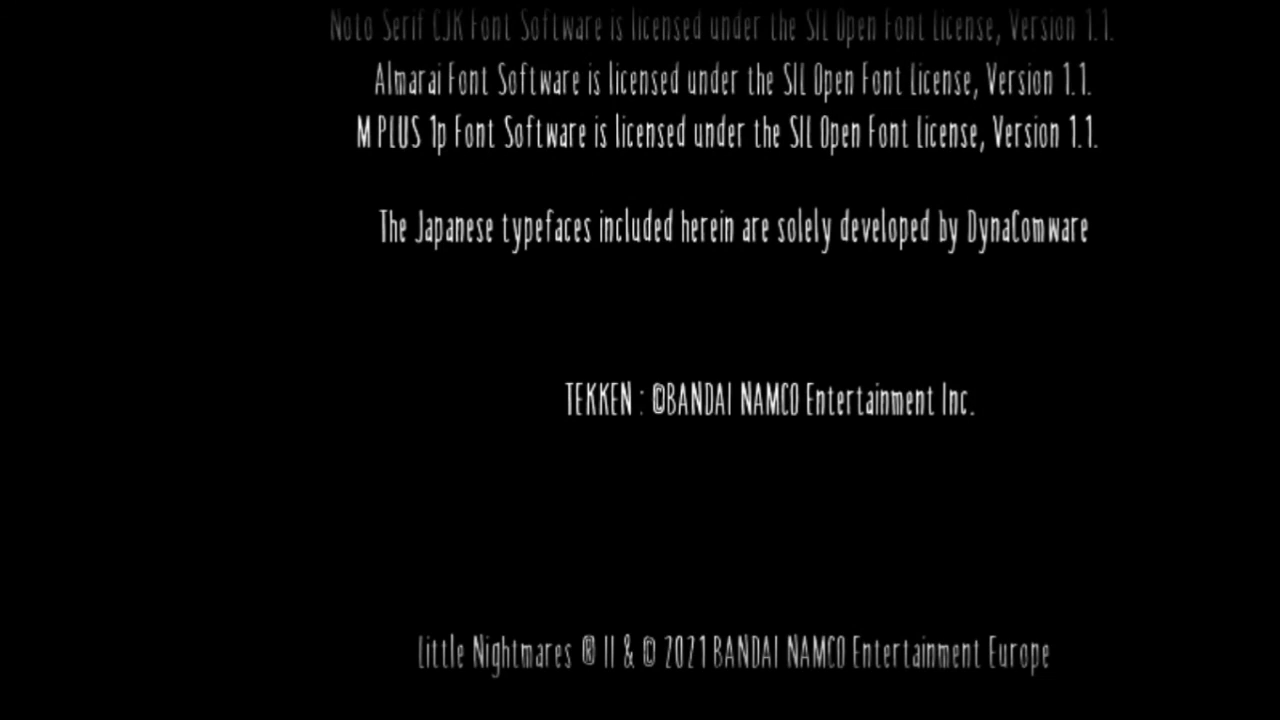 Noto Serif CJK Font Software is licensed under the SIL Open Font License, Version 1.1.
Almarai Font Software is licensed under the SIL Open Font License, Version 1.1.
M PLUS 1p Font Software is licensed under the SIL Open Font License, Version 1.1.
The Japanese typefaces included herein are solely developed by DynaComware
TEKKEN : ©BANDAI NAMCO Entertainment Inc.
Little Nightmares ® II & © 2021 BANDAI NAMCO Entertainment Europe